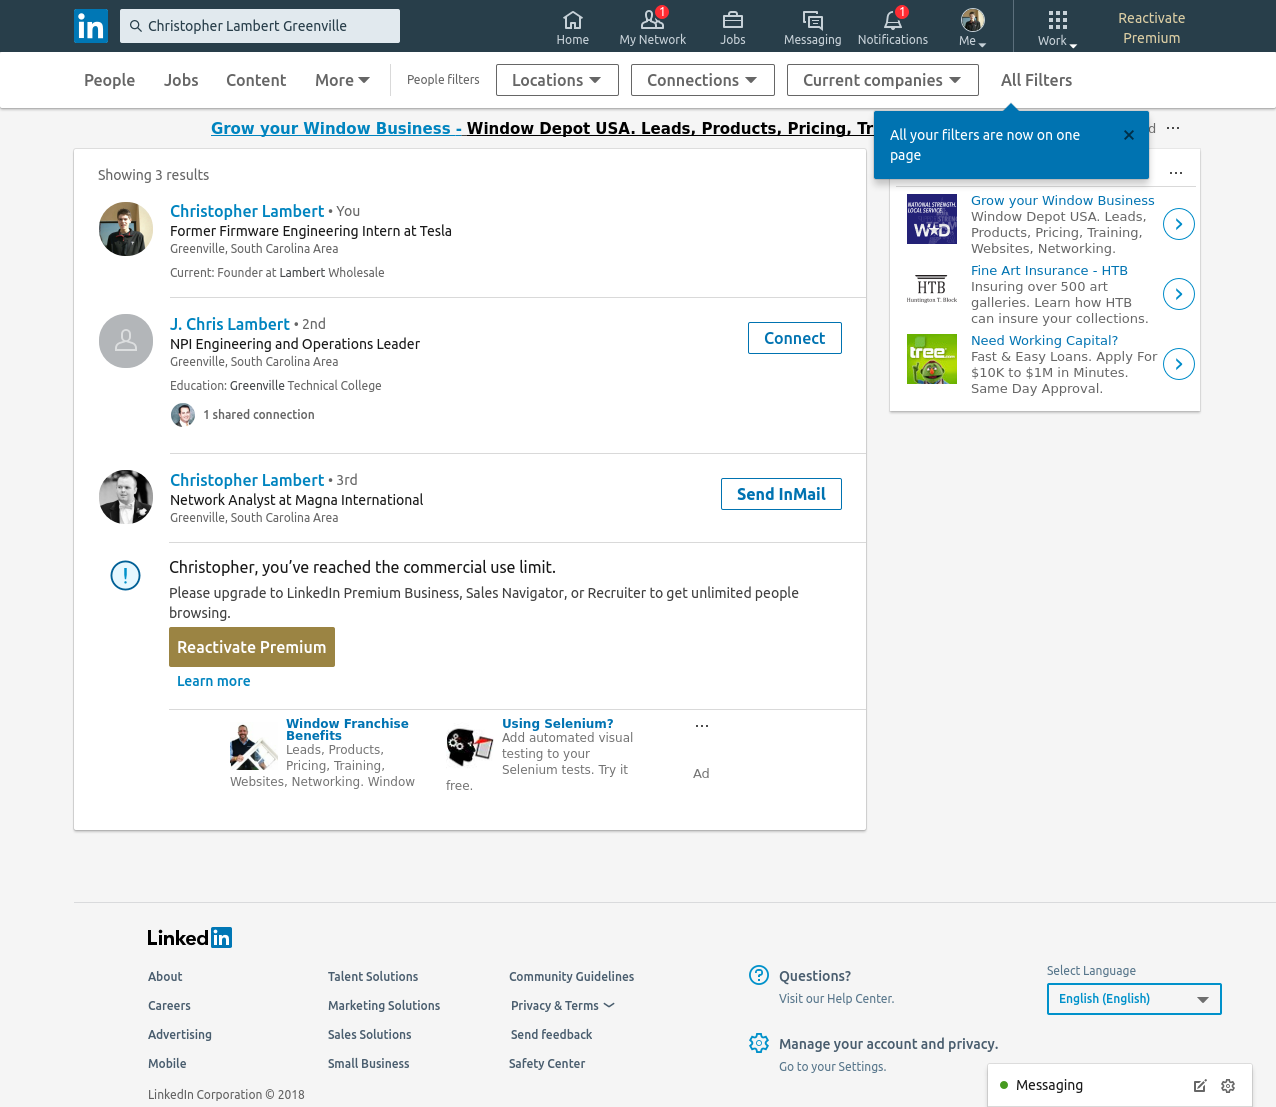 in
Christopher Lambert Greenville
Home
1
My Network
Jobs
Messaging
1
Notifications
Me
Work
Reactivate
Premium
People
Jobs
Content
More
People filters
Locations
Connections
Current companies
All Filters
Grow your Window Business - Window Depot USA. Leads, Products, Pricing, Tr
d
All your filters are now on one
page
Showing 3 results
Christopher Lambert • You
Former Firmware Engineering Intern at Tesla
Greenville, South Carolina Area
Current: Founder at Lambert Wholesale
J. Chris Lambert • 2nd
NPI Engineering and Operations Leader
Greenville, South Carolina Area
Education: Greenville Technical College
1 shared connection
Connect
Christopher Lambert • 3rd
Network Analyst at Magna International
Greenville, South Carolina Area
Send InMail
Christopher, you’ve reached the commercial use limit.
Please upgrade to LinkedIn Premium Business, Sales Navigator, or Recruiter to get unlimited people
browsing.
Reactivate Premium
Learn more
Window Franchise
Benefits
Leads, Products,
Pricing, Training,
Websites, Networking. Window
Using Selenium?
Add automated visual
testing to your
Selenium tests. Try it
free.
...
Ad
...
NATIONAL STRENGTH,
LOCAL SERVICE.
W★D
Grow your Window Business
Window Depot USA. Leads,
Products, Pricing, Training,
Websites, Networking.
HTB
Huntington T. Block
Fine Art Insurance - HTB
Insuring over 500 art
galleries. Learn how HTB
can insure your collections.
tree.com
Need Working Capital?
Fast & Easy Loans. Apply For
$10K to $1M in Minutes.
Same Day Approval.
Linked in
About
Careers
Advertising
Mobile
Talent Solutions
Marketing Solutions
Sales Solutions
Small Business
Community Guidelines
Privacy & Terms
Send feedback
Safety Center
Questions?
Visit our Help Center.
Manage your account and privacy.
Go to your Settings.
Select Language
English (English)
LinkedIn Corporation © 2018
Messaging